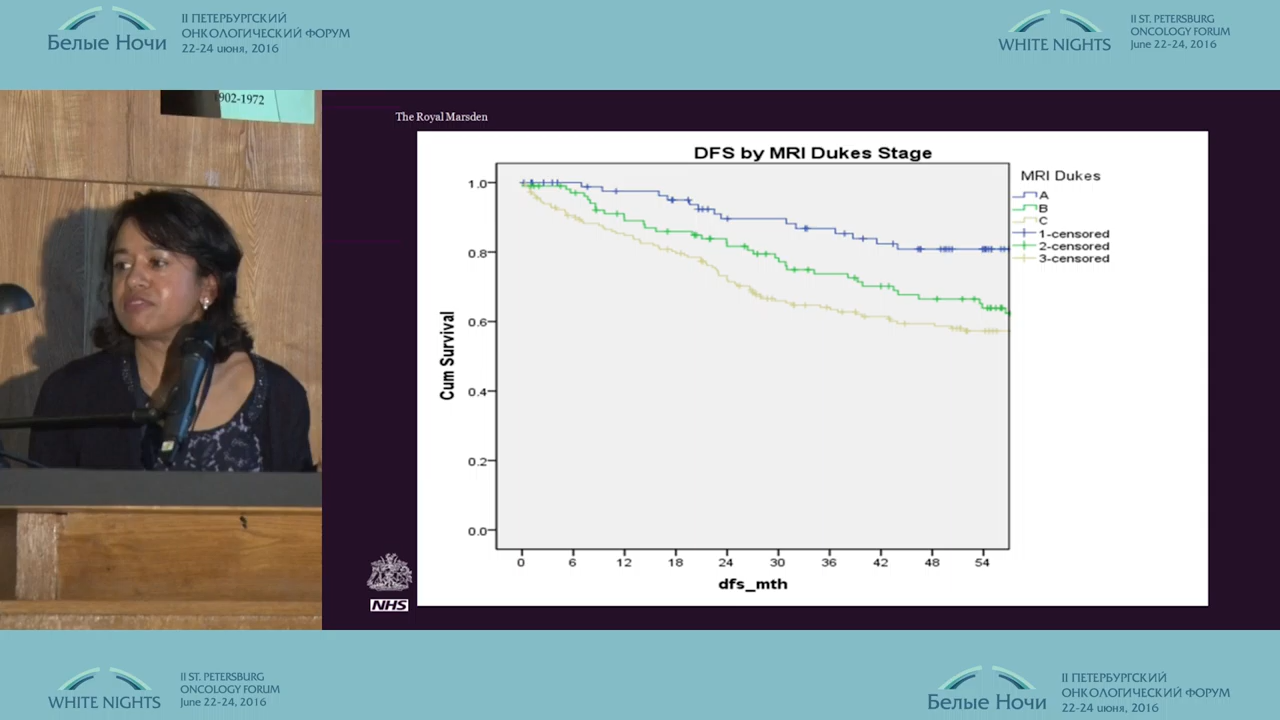 II ПЕТЕРБУРГСКИЙ
ОНКОЛОГИЧЕСКИЙ ФОРУМ
Белые Ночи
22-24 июня, 2016
II ST. PETERSBURG
ONCOLOGY FORUM
WHITE NIGHTS
June 22-24, 2016
1902-1972
The Royal Marsden
DFS by MRI Dukes Stage
MRI Dukes
A
B
C
1-censored
2-censored
3-censored
Cum Survival
1.0
0.8
0.6
0.4
0.2
0.0
0 6 12 18 24 30 36 42 48 54
dfs_mth
NHS
II ST. PETERSBURG
ONCOLOGY FORUM
WHITE NIGHTS
June 22-24, 2016
II ПЕТЕРБУРГСКИЙ
ОНКОЛОГИЧЕСКИЙ ФОРУМ
Белые Ночи
22-24 июня, 2016